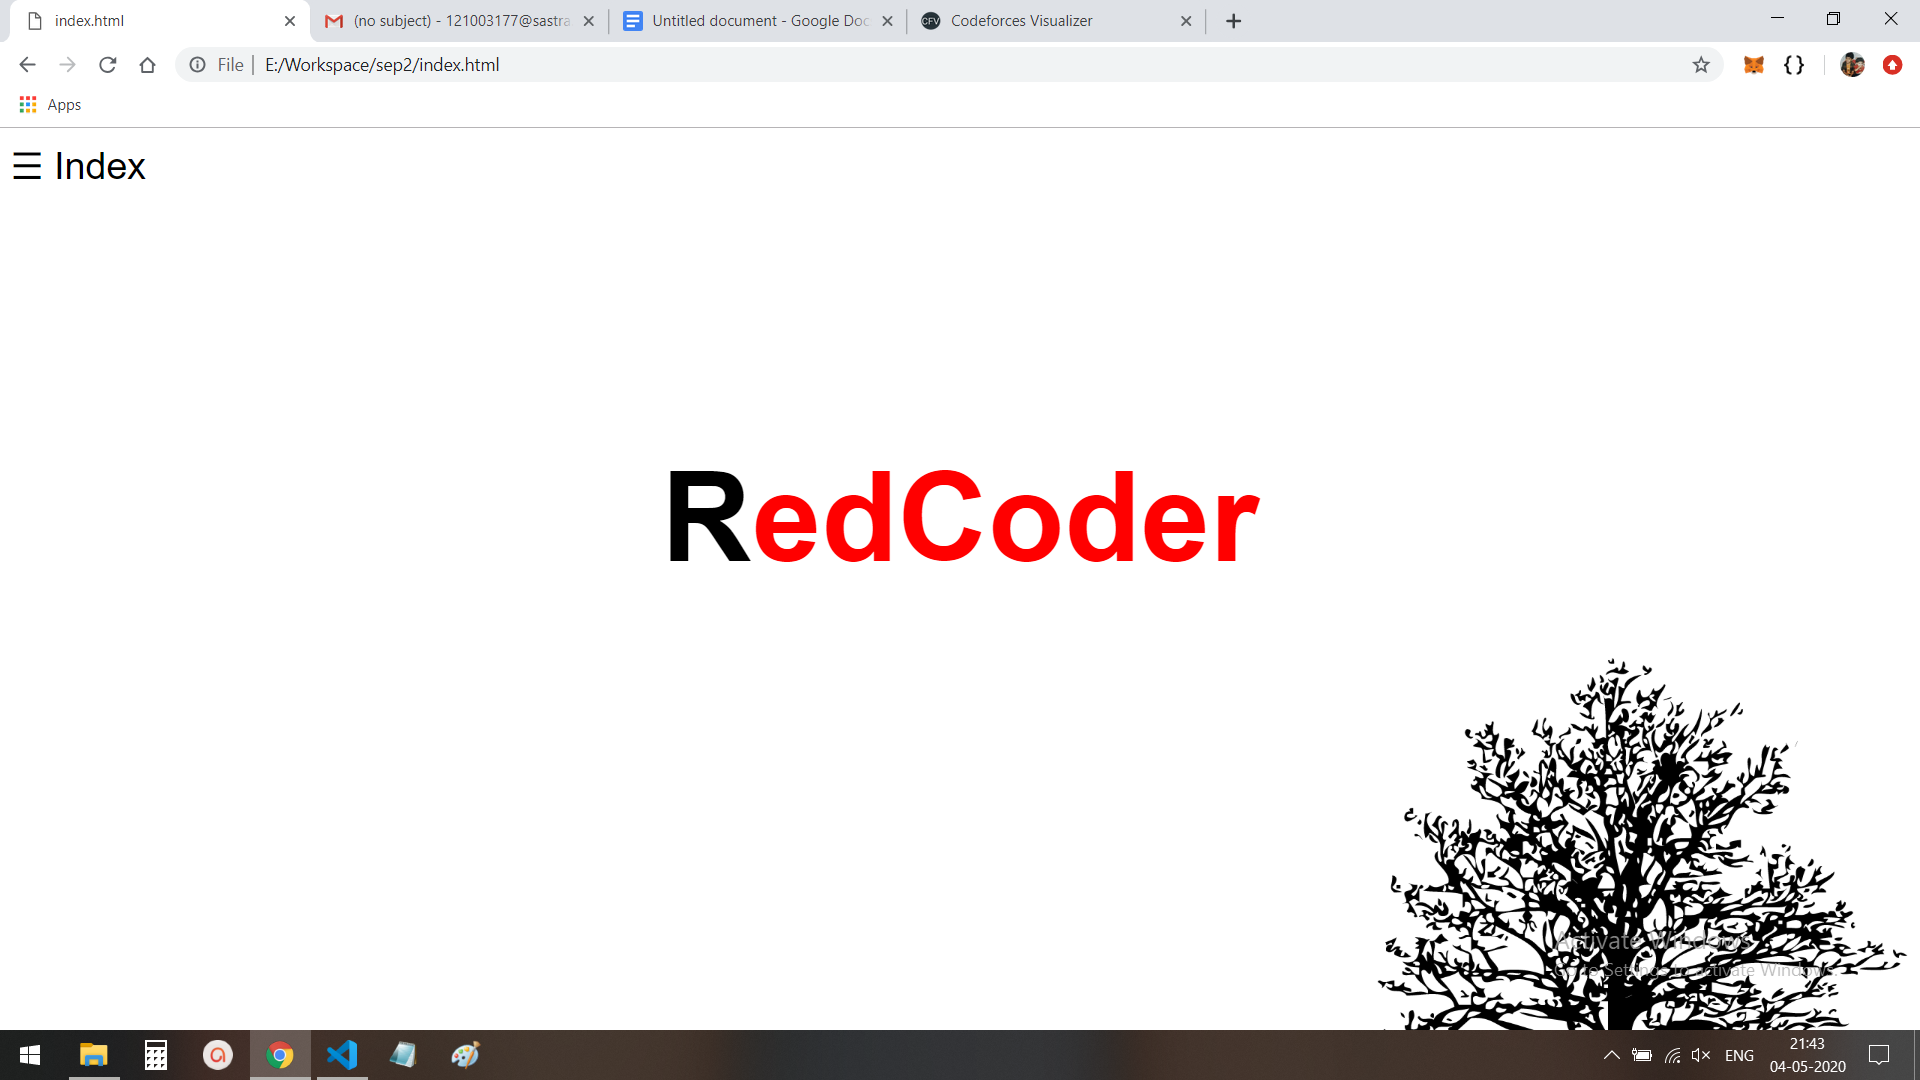 index.html
(no subject) - 121003177@sastra
Untitled document - Google Doc
CFV Codeforces Visualizer
File | E:/Workspace/sep2/index.html
Apps
☰ Index
RedCoder
Activate Windows
Go to Settings to activate Windows.
ENG
21:43
04-05-2020